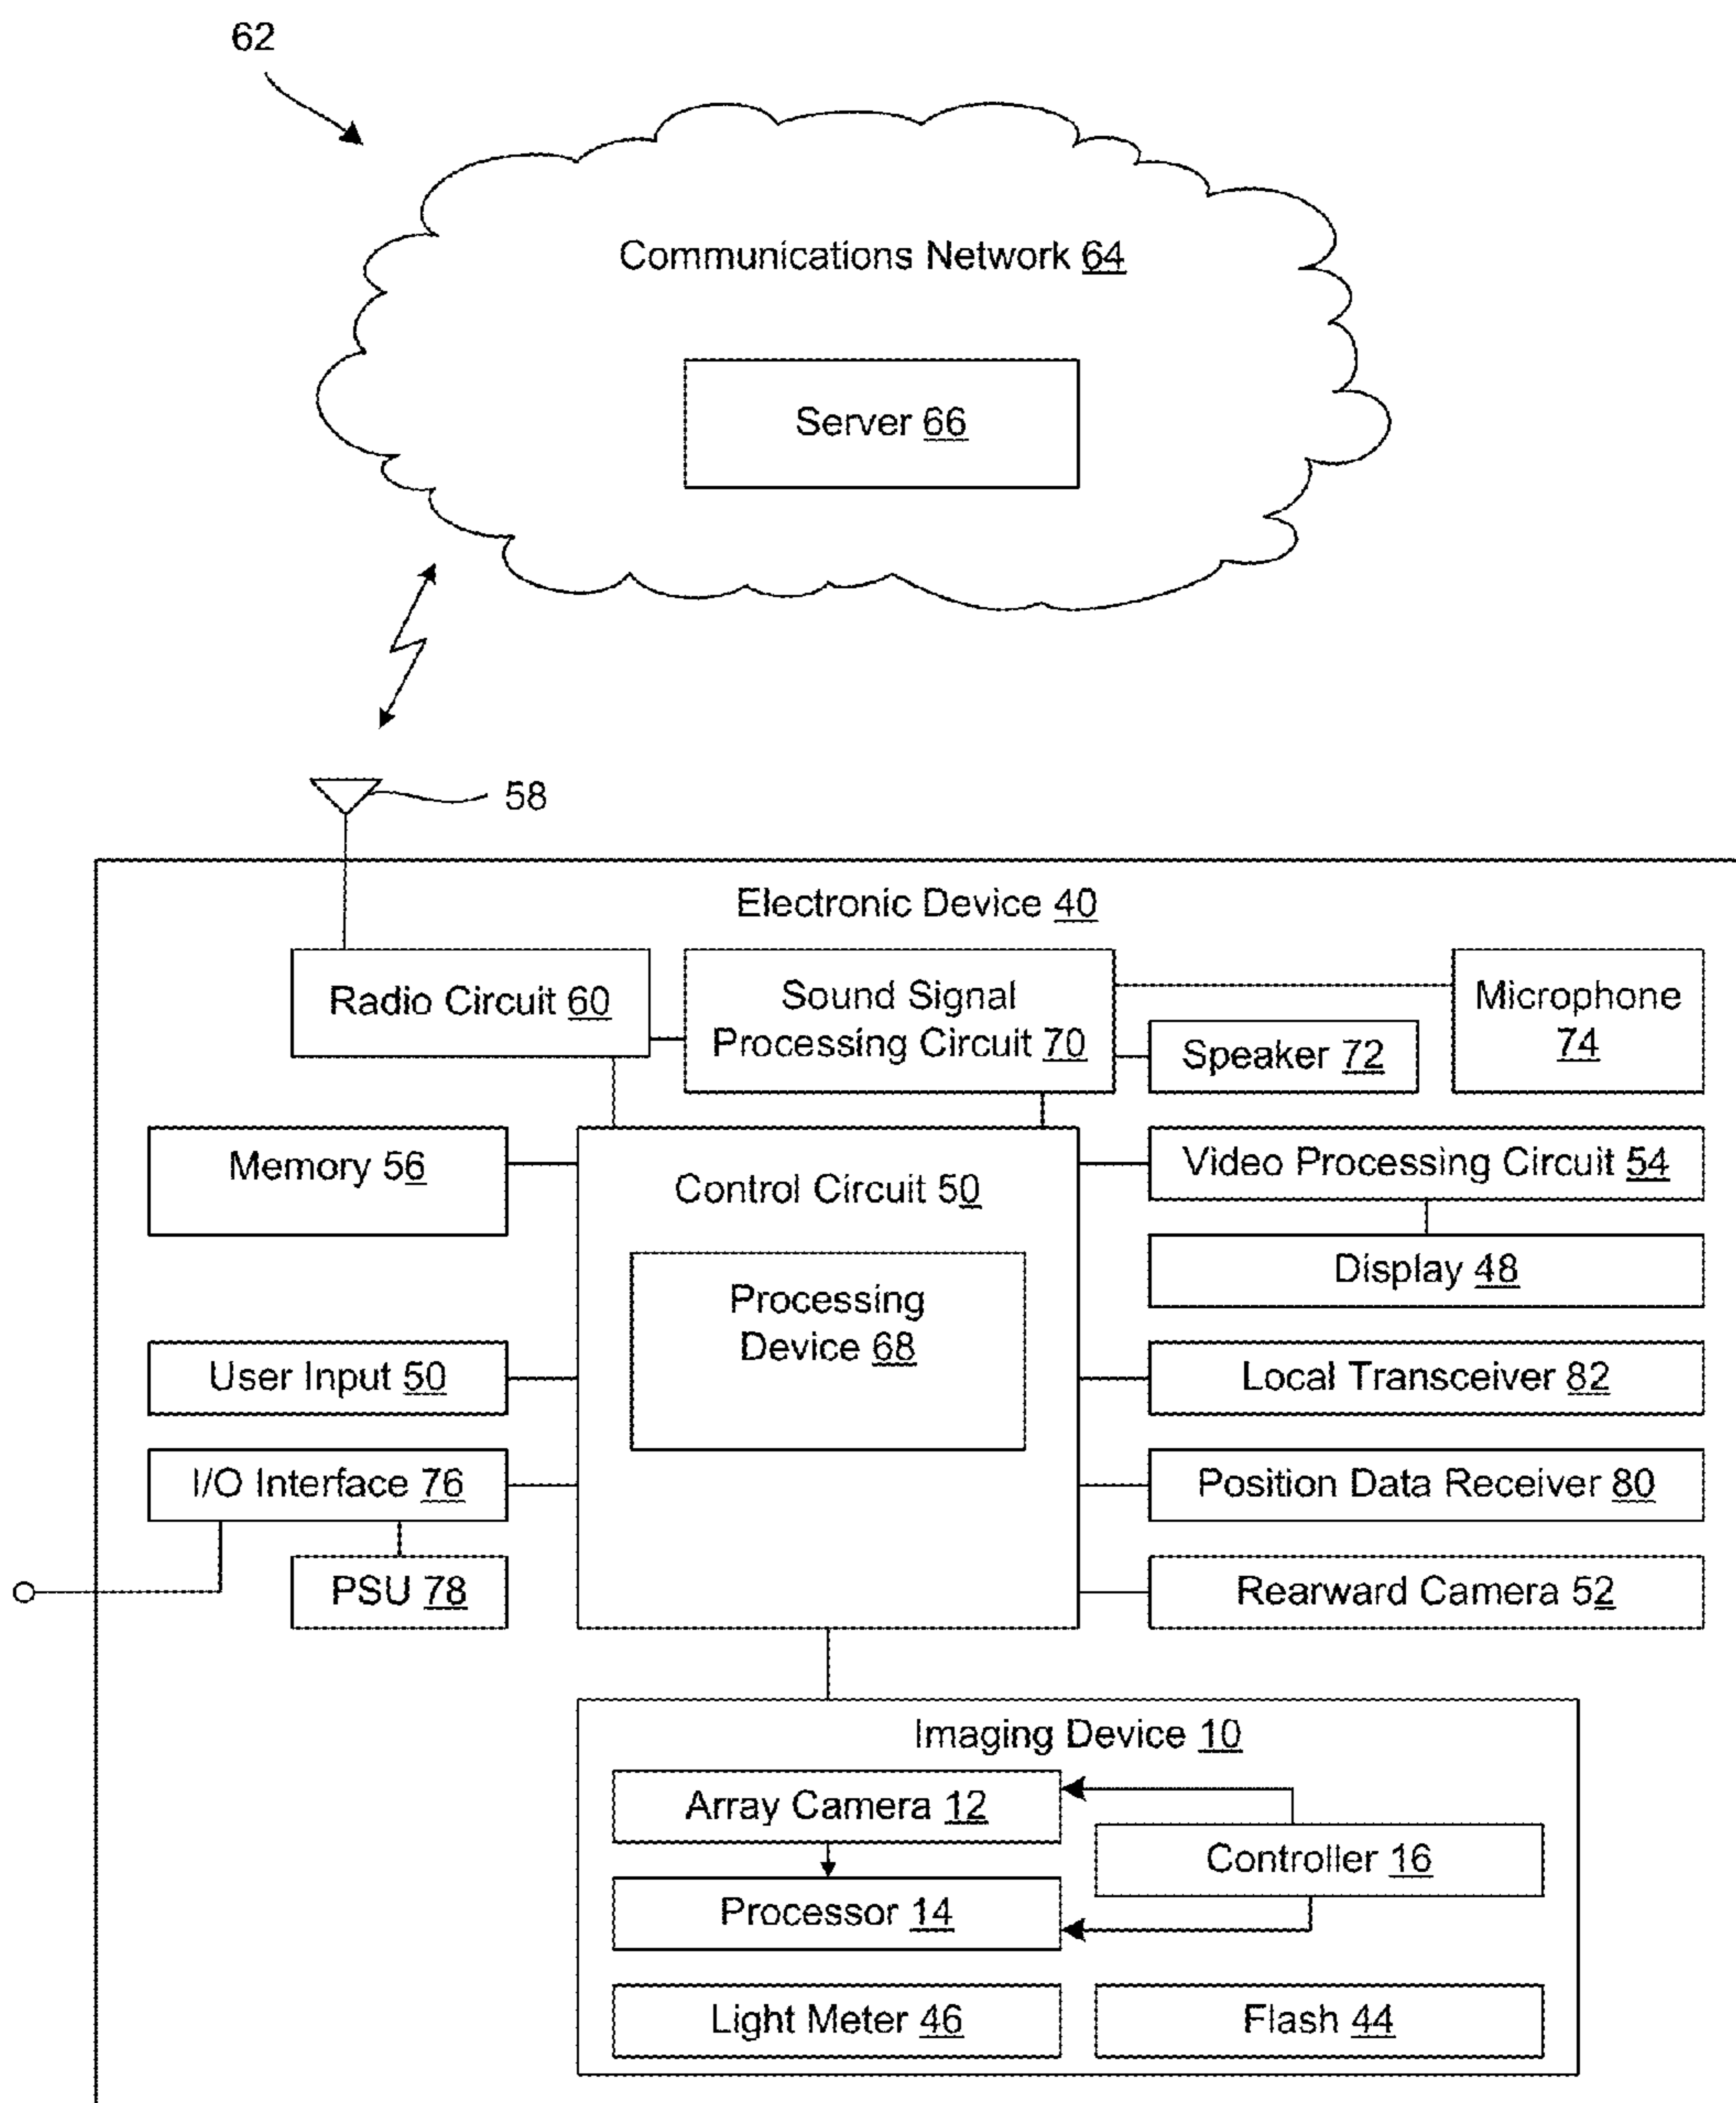 62
Communications Network 64
Server 66
58
Electronic Device 40
Radio Circuit 60
Sound Signal
Processing Circuit 70
Microphone
74
Speaker 72
Memory 56
Control Circuit 50
Video Processing Circuit 54
Display 48
Processing
Device 68
User Input 50
Local Transceiver 82
I/O Interface 76
Position Data Receiver 80
PSU 78
Rearward Camera 52
Imaging Device 10
Array Camera 12
Controller 16
Processor 14
Light Meter 46
Flash 44